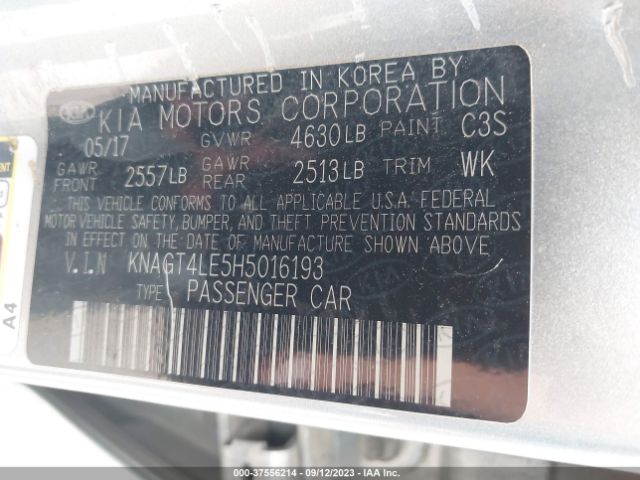 MANUFACTURED IN KOREA BY
KIA MOTORS CORPORATION
05/17 GVWR 4630LB PAINT C3S
GAWR FRONT 2557LB GAWR REAR 2513LB TRIM WK
THIS VEHICLE CONFORMS TO ALL APPLICABLE U.S.A. FEDERAL
MOTOR VEHICLE SAFETY, BUMPER, AND THEFT PREVENTION STANDARDS
IN EFFECT ON THE DATE OF MANUFACTURE SHOWN ABOVE
V.I.N KNAGT4LE5H5016193
TYPE PASSENGER CAR
A4
000-37556214 - 09/12/2023 - IAA Inc.